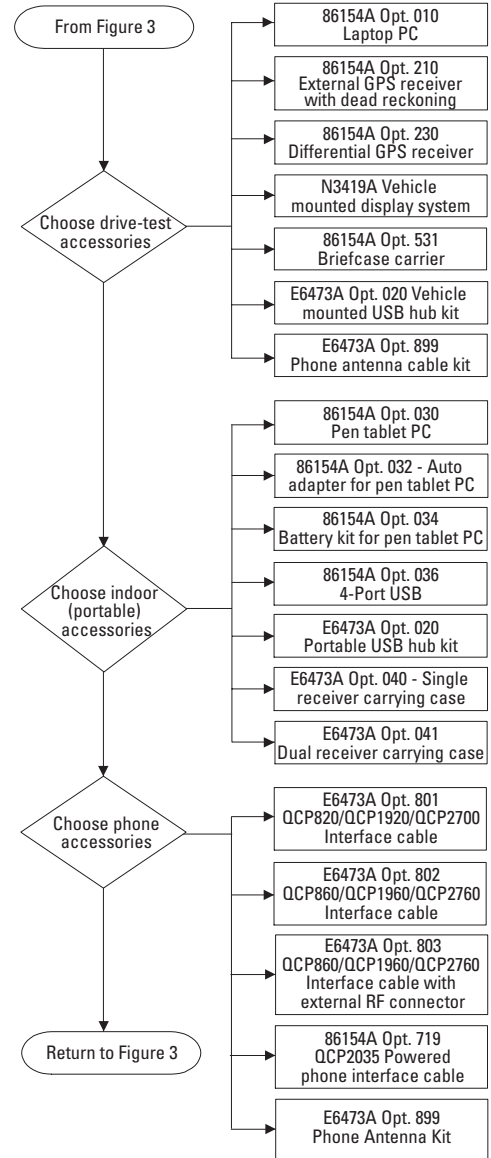 From Figure 3
86154A Opt. 010
Laptop PC
86154A Opt. 210
External GPS receiver
with dead reckoning
86154A Opt. 230
Differential GPS receiver
N3419A Vehicle
mounted display system
Choose drive-test
accessories
86154A Opt. 531
Briefcase carrier
E6473A Opt. 020 Vehicle
mounted USB hub kit
E6473A Opt. 899
Phone antenna cable kit
86154A Opt. 030
Pen tablet PC
86154A Opt. 032 - Auto
adapter for pen tablet PC
86154A Opt. 034
Battery kit for pen tablet PC
86154A Opt. 036
4-Port USB
Choose indoor
(portable)
accessories
E6473A Opt. 020
Portable USB hub kit
E6473A Opt. 040 - Single
receiver carrying case
E6473A Opt. 041
Dual receiver carrying case
Choose phone
accessories
E6473A Opt. 801
QCP820/QCP1920/QCP2700
Interface cable
E6473A Opt. 802
QCP860/QCP1960/QCP2760
Interface cable
E6473A Opt. 803
QCP860/QCP1960/QCP2760
Interface cable with
external RF connector
Return to Figure 3
86154A Opt. 719
QCP2035 Powered
phone interface cable
E6473A Opt. 899
Phone Antenna Kit